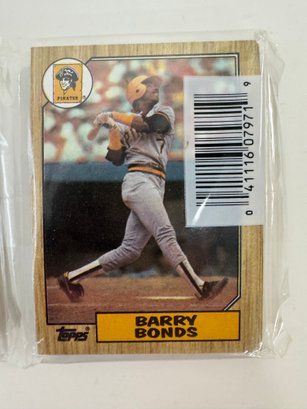 PIRATES
0 41116 07971 9
topps
BARRY
BONDS